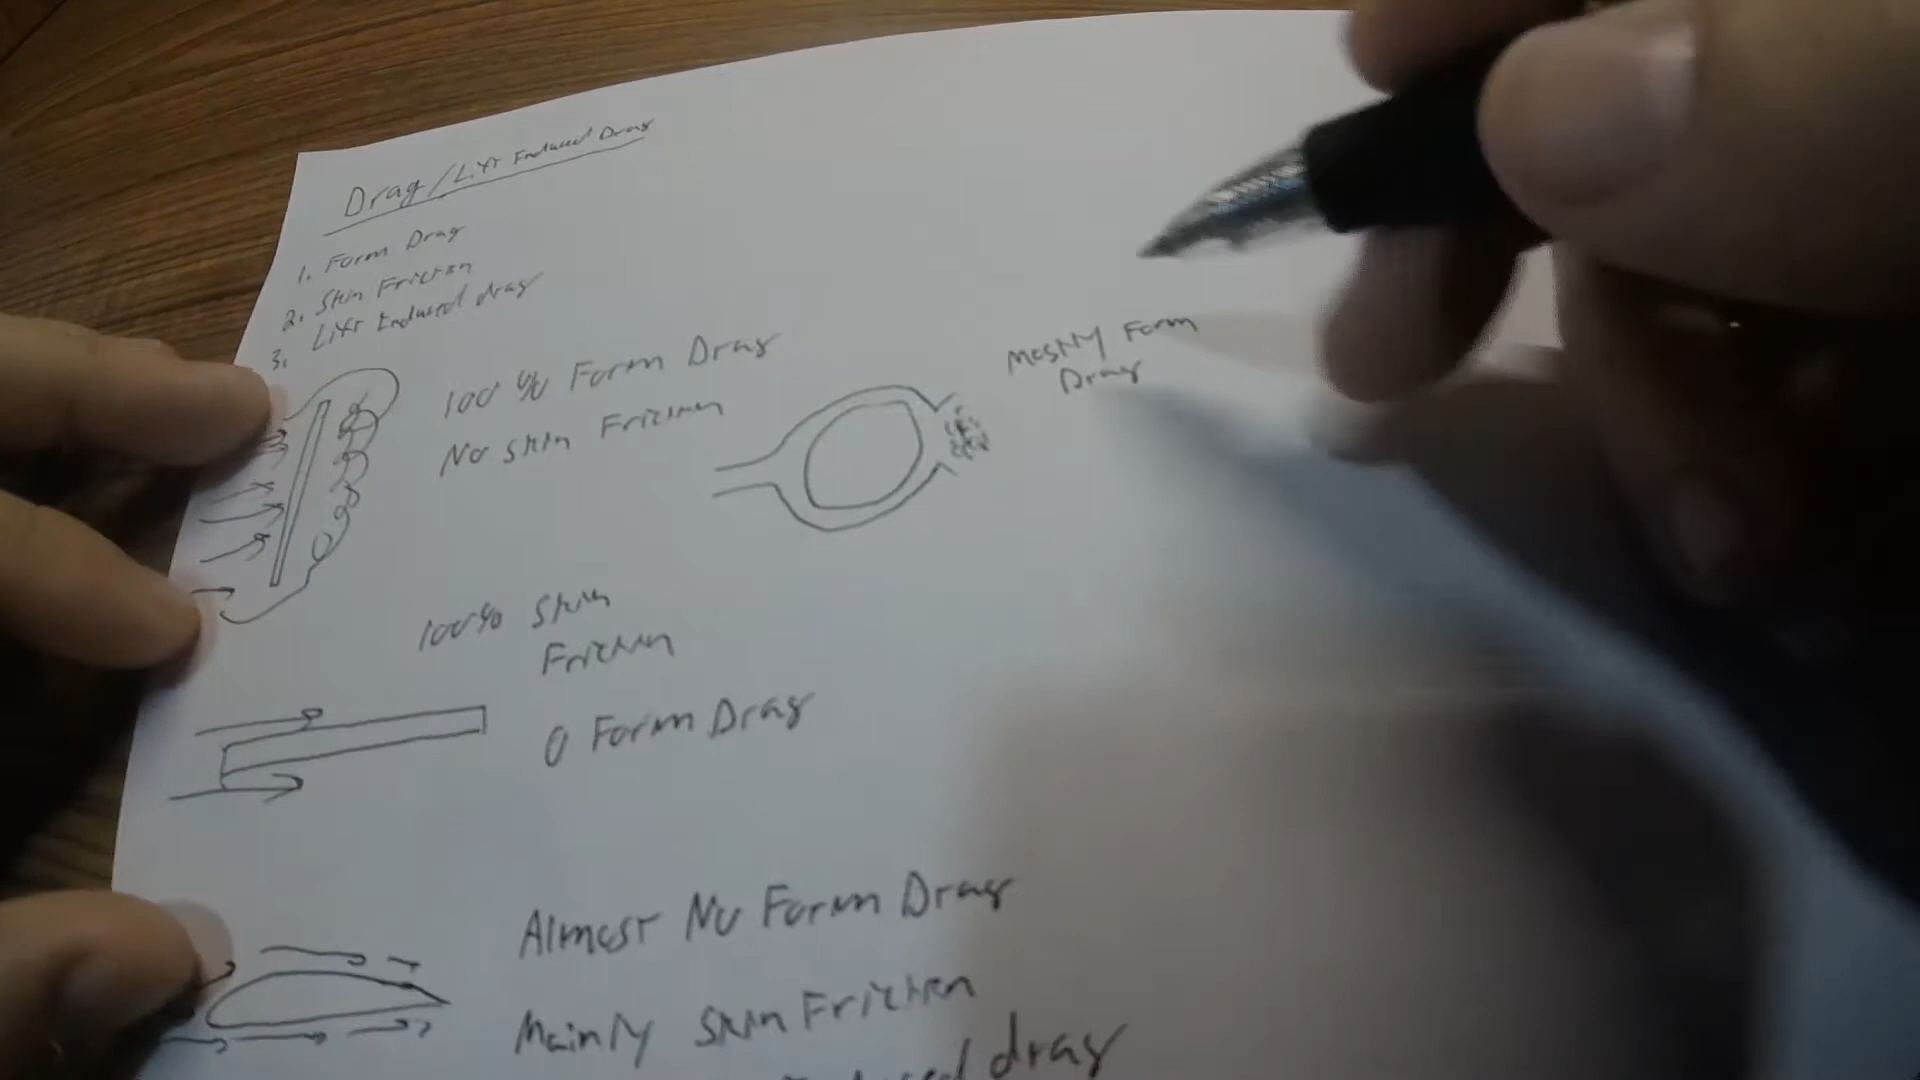 Drag/Lift Induced Drag
1. Form Drag
2. Skin Friction
3. Lift Induced drag
100% Form Drag
No skin Friction
Mostly Form
Drag
100% Skin
Friction
0 Form Drag
Almost No Form Drag
Mainly Skin Friction
Induced drag